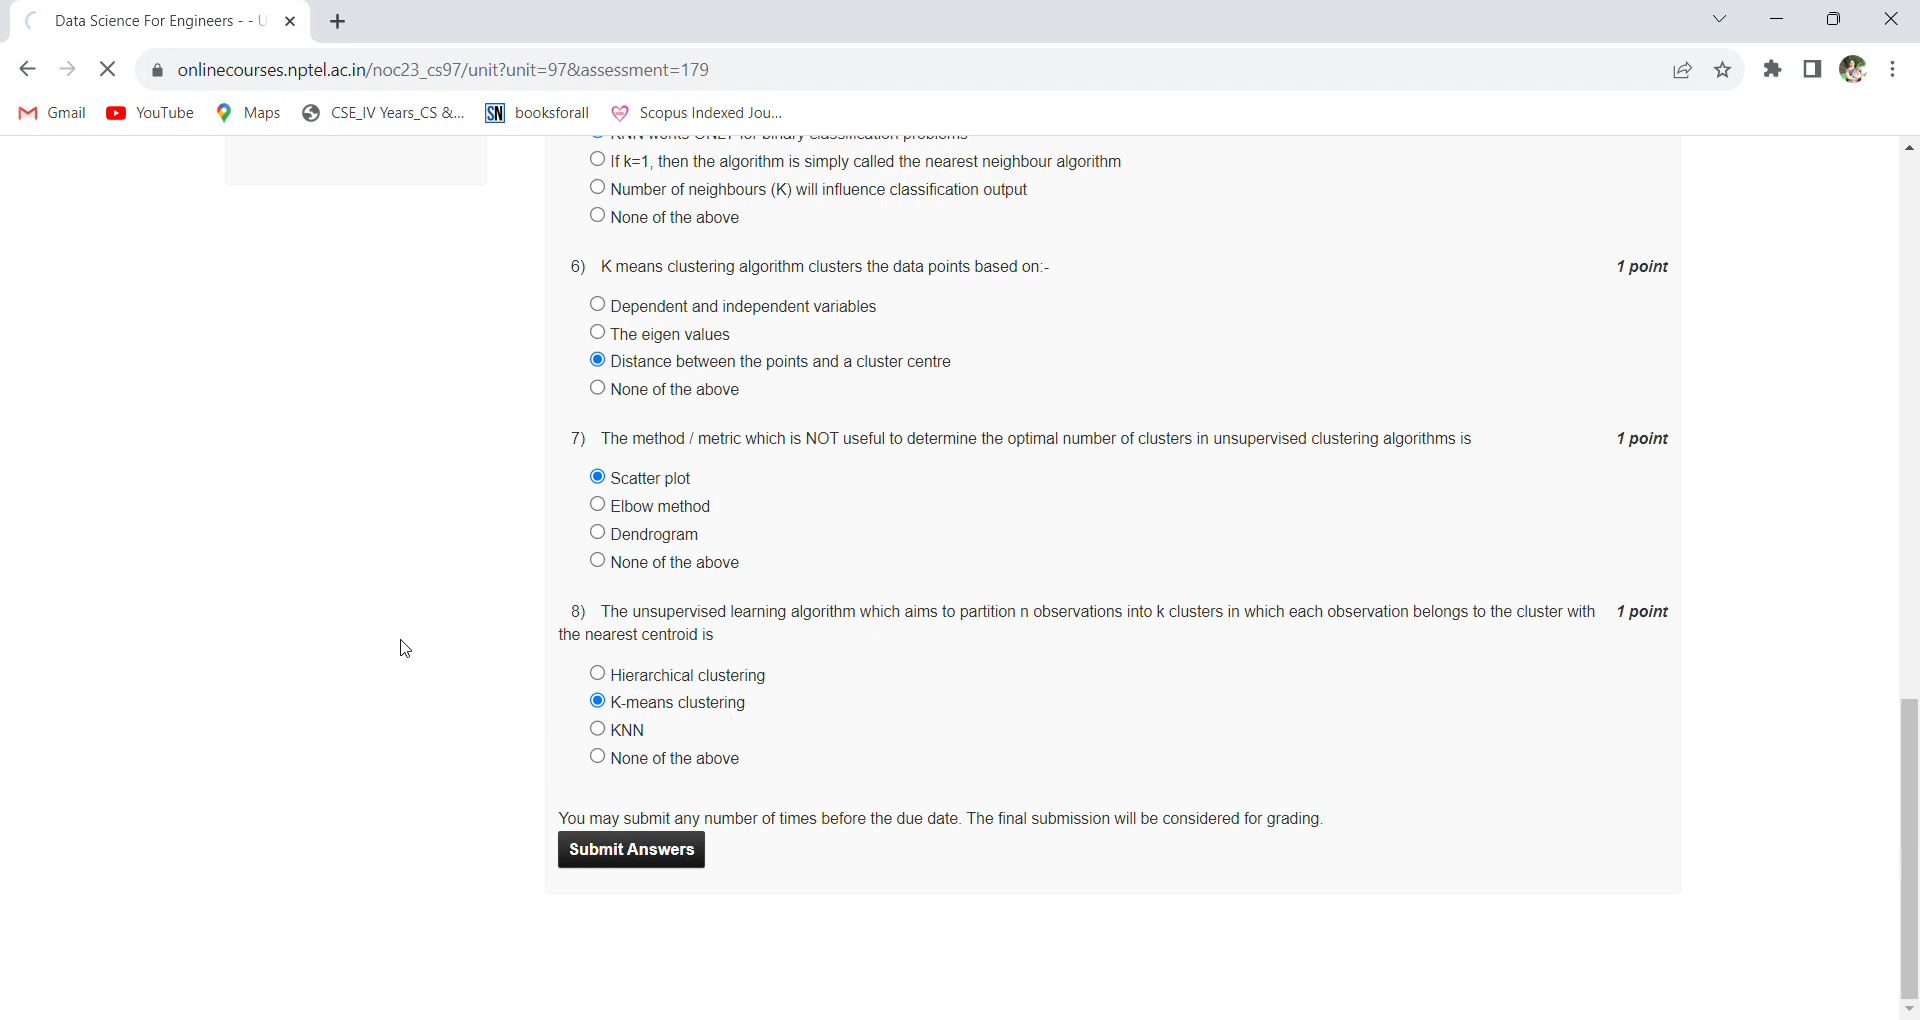 Data Science For Engineers - - U
onlinecourses.nptel.ac.in/noc23_cs97/unit?unit=97&assessment=179
Gmail YouTube Maps CSE_IV Years_CS &... SN booksforall Scopus Indexed Jou...
KNN works ONLY for binary classification problems
If k=1, then the algorithm is simply called the nearest neighbour algorithm
Number of neighbours (K) will influence classification output
None of the above
6) K means clustering algorithm clusters the data points based on:- 1 point
Dependent and independent variables
The eigen values
Distance between the points and a cluster centre
None of the above
7) The method / metric which is NOT useful to determine the optimal number of clusters in unsupervised clustering algorithms is 1 point
Scatter plot
Elbow method
Dendrogram
None of the above
8) The unsupervised learning algorithm which aims to partition n observations into k clusters in which each observation belongs to the cluster with 1 point
the nearest centroid is
Hierarchical clustering
K-means clustering
KNN
None of the above
You may submit any number of times before the due date. The final submission will be considered for grading.
Submit Answers